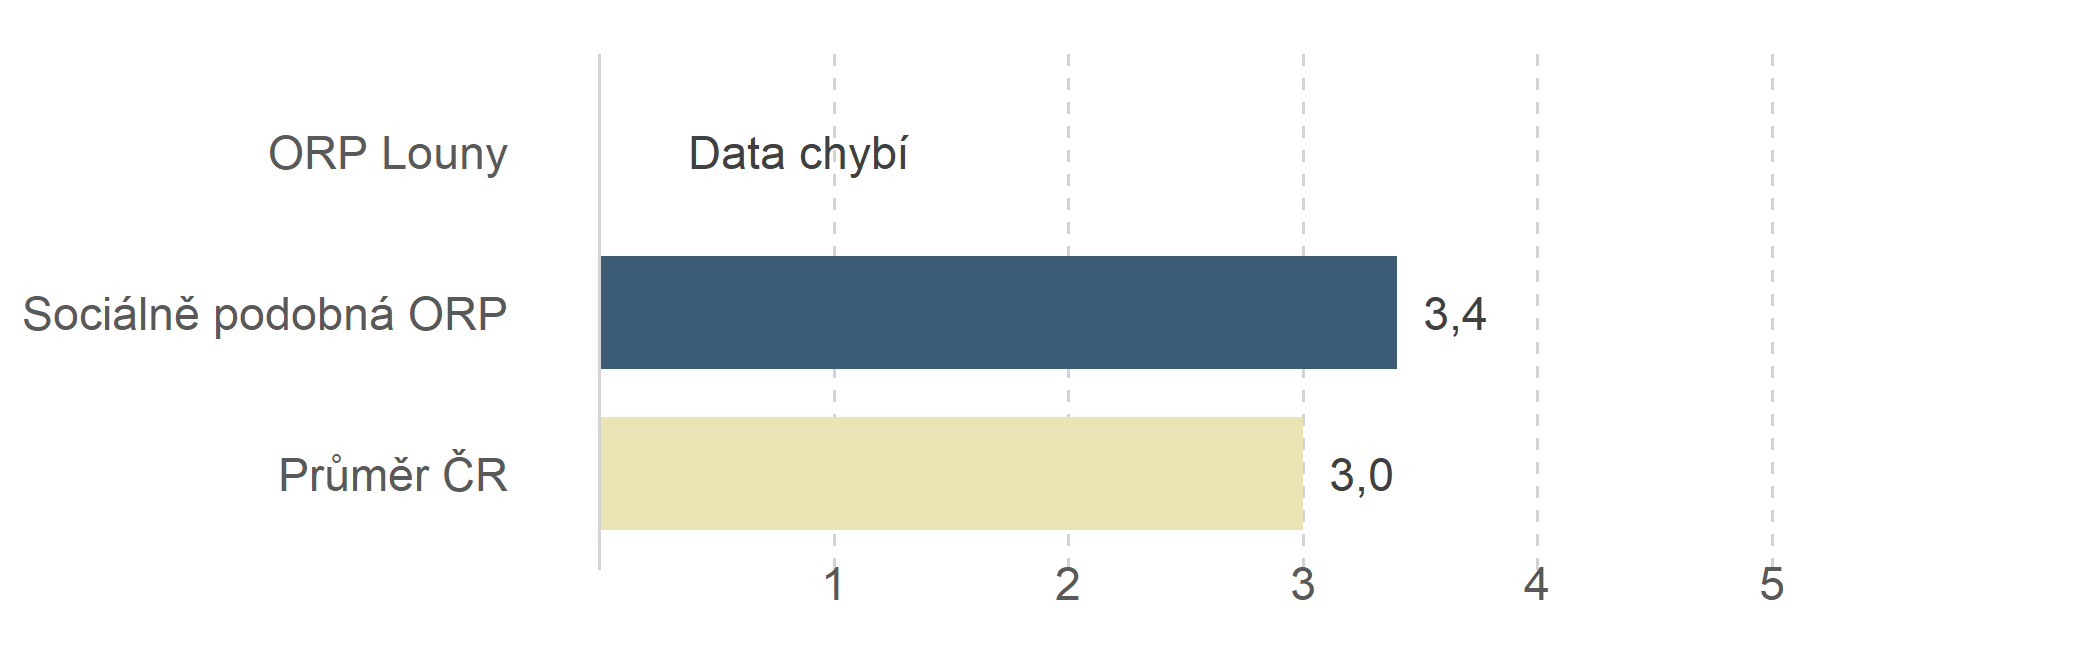 ORP Louny Data chybí
Sociálně podobná ORP 3,4
Průměr ČR 3,0
1 2 3 4 5